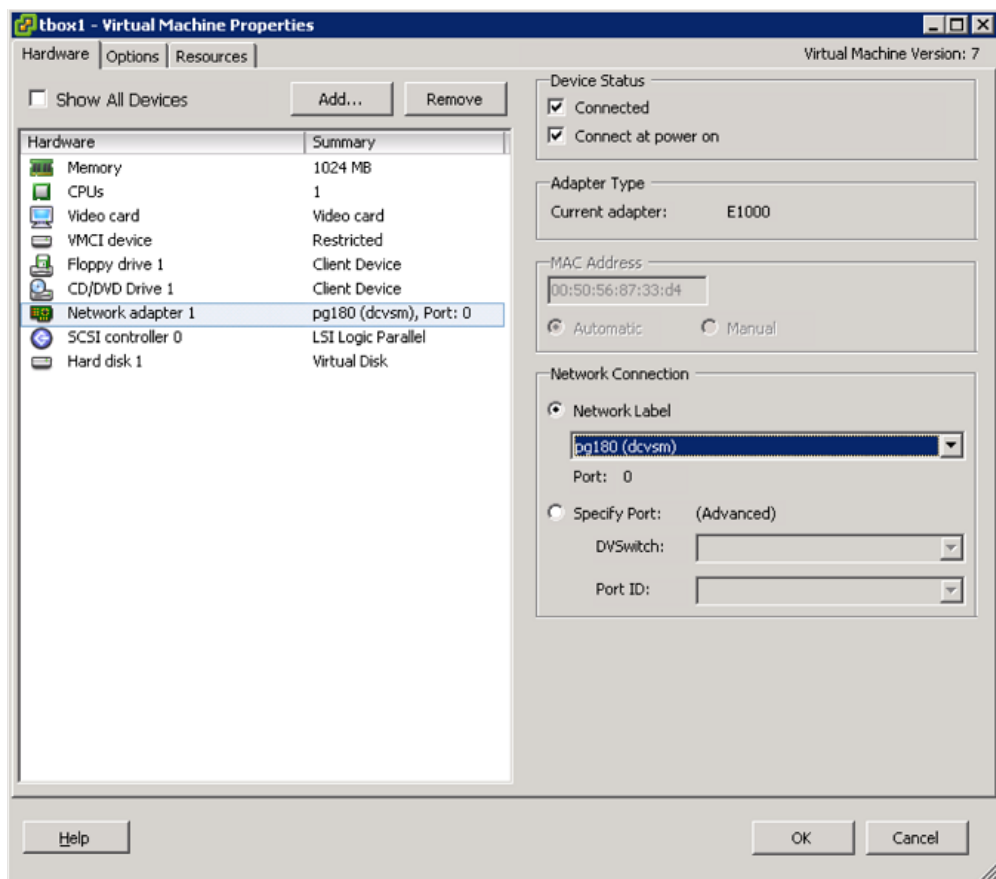 tbox1 - Virtual Machine Properties
Hardware Options Resources
Virtual Machine Version: 7
Show All Devices
Add...
Remove
Hardware Summary
Memory 1024 MB
CPUs 1
Video card Video card
VMCI device Restricted
Floppy drive 1 Client Device
CD/DVD Drive 1 Client Device
Network adapter 1 pg180 (dcvsm), Port: 0
SCSI controller 0 LSI Logic Parallel
Hard disk 1 Virtual Disk
Device Status
Connected
Connect at power on
Adapter Type
Current adapter: E1000
MAC Address
00:50:56:87:33:d4
Automatic Manual
Network Connection
Network Label
pg180 (dcvsm)
Port: 0
Specify Port: (Advanced)
DVSwitch:
Port ID:
Help
OK
Cancel